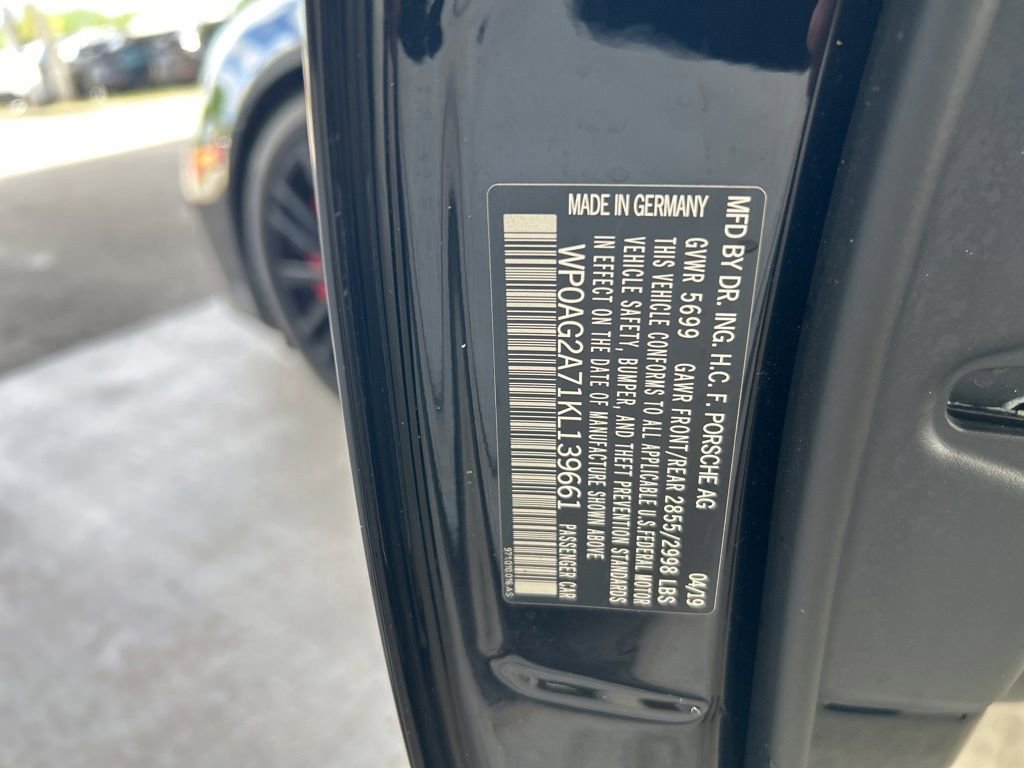 MFD BY DR. ING. H.C. F. PORSCHE AG
04/19
GVWR 5699 GAWR FRONT/REAR 2855/2998 LBS
THIS VEHICLE CONFORMS TO ALL APPLICABLE U.S.FEDERAL MOTOR
VEHICLE SAFETY, BUMPER, AND THEFT PREVENTION STANDARDS
IN EFFECT ON THE DATE OF MANUFACTURE SHOWN ABOVE
MADE IN GERMANY
WP0AG2A71KL139661 PASSENGER CAR